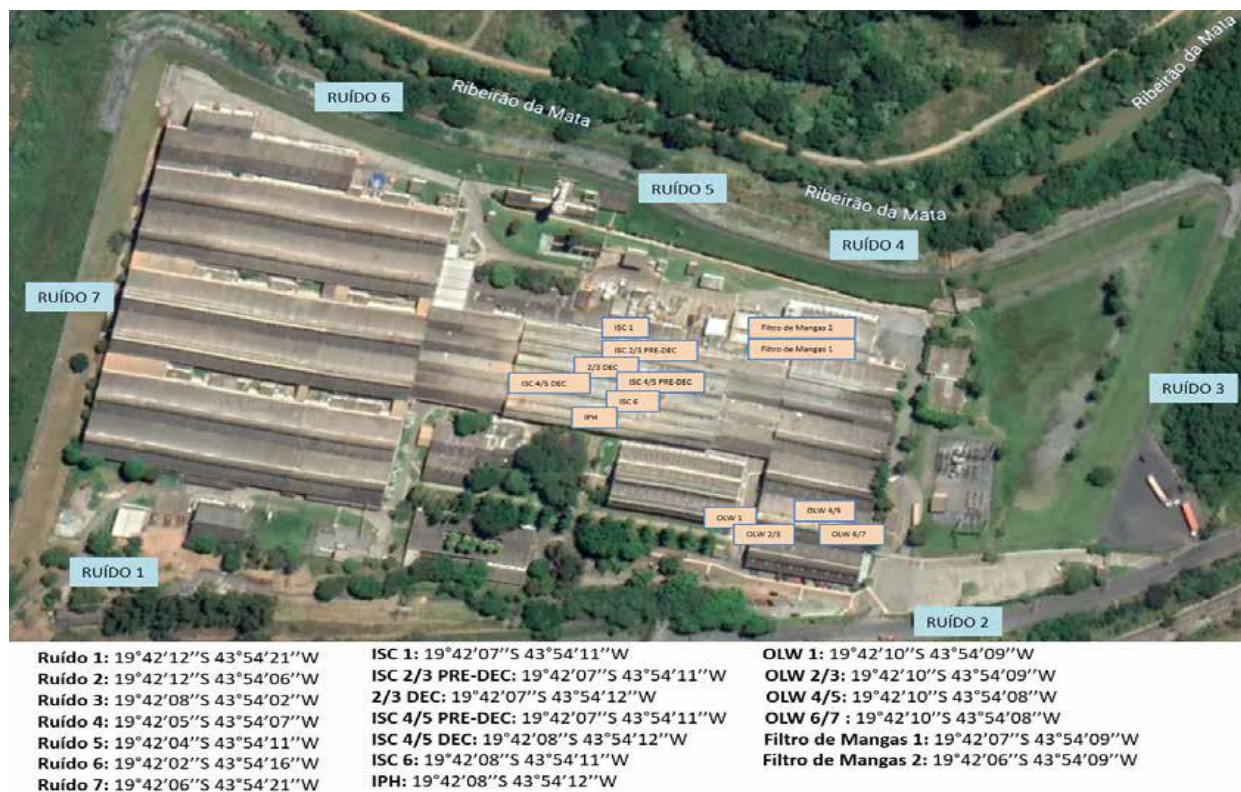 Ribeirão da Mata
RUÍDO 6
Ribeirão da Mata
RUÍDO 5
Ribeirão da Mata
RUÍDO 4
RUÍDO 7
ISC 1
Filtro de Mangas 2
ISC 2/3 PRE-DEC
Filtro de Mangas 1
2/3 DEC
ISC 4/5 DEC
ISC 4/5 PRE-DEC
RUÍDO 3
ISC 6
IPH
OLW 1
OLW 4/5
OLW 2/3
OLW 6/7
RUÍDO 1
RUÍDO 2
Ruído 1: 19°42’12’’S 43°54’21’’W
Ruído 2: 19°42’12’’S 43°54’06’’W
Ruído 3: 19°42’08’’S 43°54’02’’W
Ruído 4: 19°42’05’’S 43°54’07’’W
Ruído 5: 19°42’04’’S 43°54’11’’W
Ruído 6: 19°42’02’’S 43°54’16’’W
Ruído 7: 19°42’06’’S 43°54’21’’W
ISC 1: 19°42’07’’S 43°54’11’’W
ISC 2/3 PRE-DEC: 19°42’07’’S 43°54’11’’W
2/3 DEC: 19°42’07’’S 43°54’12’’W
ISC 4/5 PRE-DEC: 19°42’07’’S 43°54’11’’W
ISC 4/5 DEC: 19°42’08’’S 43°54’12’’W
ISC 6: 19°42’08’’S 43°54’11’’W
IPH: 19°42’08’’S 43°54’12’’W
OLW 1: 19°42’10’’S 43°54’09’’W
OLW 2/3: 19°42’10’’S 43°54’09’’W
OLW 4/5: 19°42’10’’S 43°54’08’’W
OLW 6/7 : 19°42’10’’S 43°54’08’’W
Filtro de Mangas 1: 19°42’07’’S 43°54’09’’W
Filtro de Mangas 2: 19°42’06’’S 43°54’09’’W